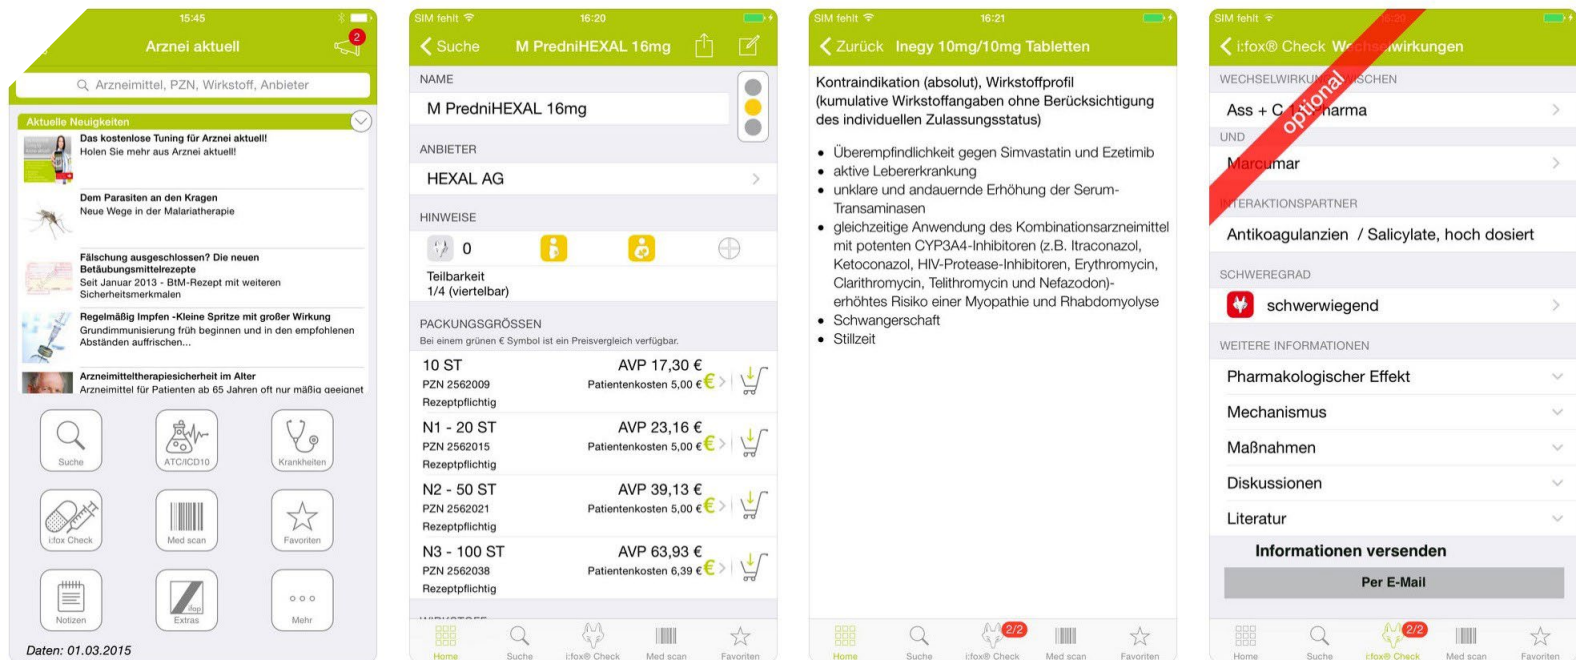 15:45
Arznei aktuell
2
Arzneimittel, PZN, Wirkstoff, Anbieter
Aktuelle Neuigkeiten
Das kostenlose Tuning für Arznei aktuell!
Holen Sie mehr aus Arznei aktuell!
Dem Parasiten an den Kragen
Neue Wege in der Malariatherapie
Fälschung ausgeschlossen? Die neuen
Betäubungsmittelrezepte
Seit Januar 2013 - BtM-Rezept mit weiteren
Sicherheitsmerkmalen
Regelmäßig Impfen -Kleine Spritze mit großer Wirkung
Grundimmunisierung früh beginnen und in den empfohlenen
Abständen auffrischen...
Arzneimitteltherapiesicherheit im Alter
Arzneimittel für Patienten ab 65 Jahren oft nur mäßig geeignet
Suche
ATC/ICD10
Krankheiten
i:fox Check
Med scan
Favoriten
Notizen
ifap
Extras
Mehr
Daten: 01.03.2015
SIM fehlt
16:20
Suche
M PredniHEXAL 16mg
NAME
M PredniHEXAL 16mg
ANBIETER
HEXAL AG
HINWEISE
0
Teilbarkeit
1/4 (viertelbar)
PACKUNGSGRÖSSEN
Bei einem grünen € Symbol ist ein Preisvergleich verfügbar.
10 ST AVP 17,30 €
PZN 2562009 Patientenkosten 5,00 € €
Rezeptpflichtig
N1 - 20 ST AVP 23,16 €
PZN 2562015 Patientenkosten 5,00 € €
Rezeptpflichtig
N2 - 50 ST AVP 39,13 €
PZN 2562021 Patientenkosten 5,00 € €
Rezeptpflichtig
N3 - 100 ST AVP 63,93 €
PZN 2562038 Patientenkosten 6,39 € €
Rezeptpflichtig
WIRKSTOFF
Home Suche i:fox® Check Med scan Favoriten
SIM fehlt
16:21
Zurück
Inegy 10mg/10mg Tabletten
Kontraindikation (absolut), Wirkstoffprofil
(kumulative Wirkstoffangaben ohne Berücksichtigung
des individuellen Zulassungsstatus)
• Überempfindlichkeit gegen Simvastatin und Ezetimib
• aktive Lebererkrankung
• unklare und andauernde Erhöhung der Serum-
Transaminasen
• gleichzeitige Anwendung des Kombinationsarzneimittel
mit potenten CYP3A4-Inhibitoren (z.B. Itraconazol,
Ketoconazol, HIV-Protease-Inhibitoren, Erythromycin,
Clarithromycin, Telithromycin und Nefazodon)-
erhöhtes Risiko einer Myopathie und Rhabdomyolyse
• Schwangerschaft
• Stillzeit
2/2
Home Suche i:fox® Check Med scan Favoriten
SIM fehlt
16:20
i:fox® Check
Wechselwirkungen
optional
WECHSELWIRKUNG ZWISCHEN
Ass + C
Pharma
UND
Marcumar
INTERAKTIONSPARTNER
Antikoagulanzien / Salicylate, hoch dosiert
SCHWEREGRAD
schwerwiegend
WEITERE INFORMATIONEN
Pharmakologischer Effekt
Mechanismus
Maßnahmen
Diskussionen
Literatur
Informationen versenden
Per E-Mail
2/2
Home Suche i:fox® Check Med scan Favoriten